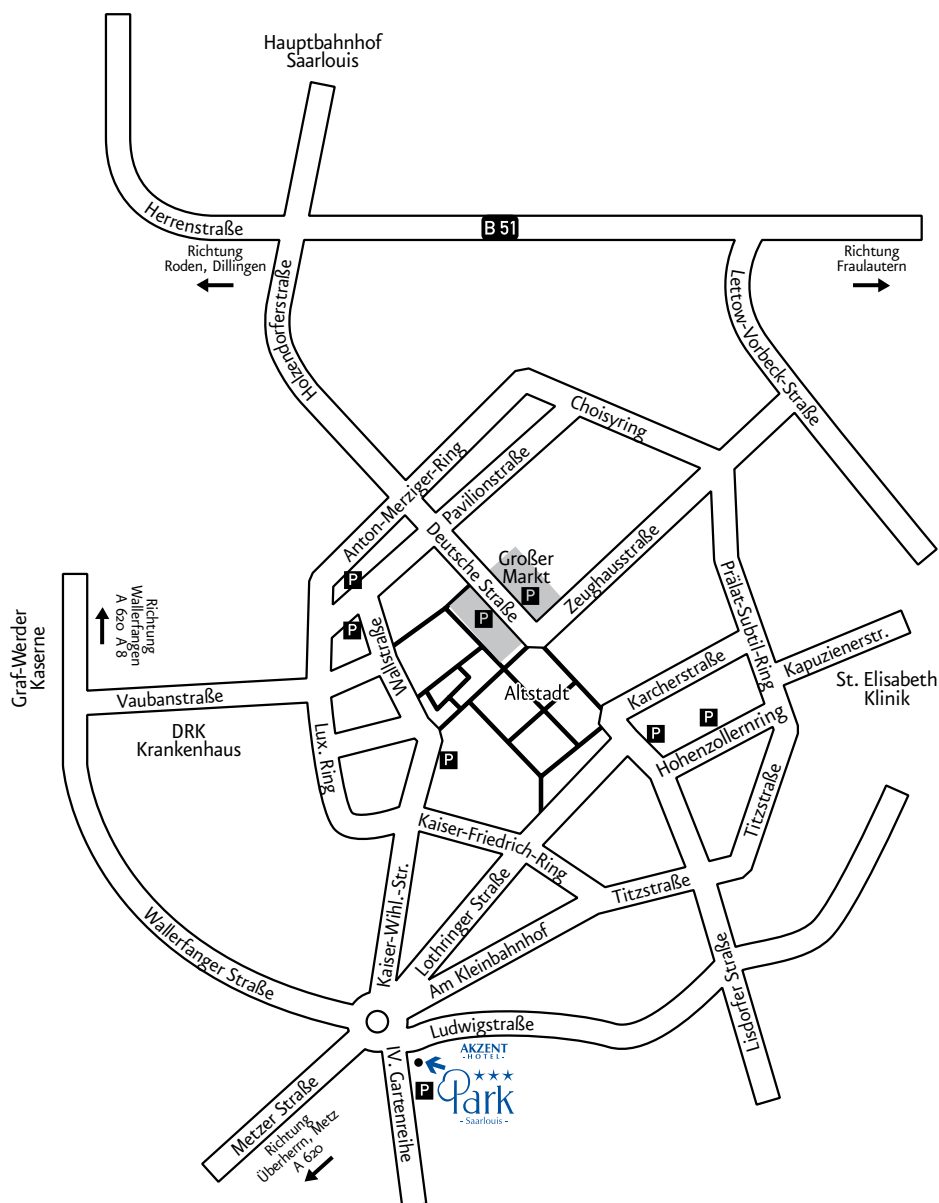 Hauptbahnhof
Saarlouis
Herrenstraße
B 51
Richtung
Roden, Dillingen
Richtung
Fraulautern
Holzendorferstraße
Lettow-Vorbeck-Straße
Choisyring
Anton-Merziger-Ring
Pavilionstraße
Deutsche Straße
Großer
Markt
P
P
Zeughausstraße
P
P
Wallstraße
Prälat-Subtil-Ring
Richtung
Wallerfangen
A 620 A 8
Graf-Werder
Kaserne
Vaubanstraße
DRK
Krankenhaus
Lux. Ring
Altstadt
Karcherstraße
Kapuzienerstr.
St. Elisabeth
Klinik
P
P
Hohenzollernring
P
Titzstraße
Kaiser-Friedrich-Ring
Titzstraße
Kaiser-Wihl.-Str.
Lothringer Straße
Am Kleinbahnhof
Wallerfanger Straße
Lisdorfer Straße
Ludwigstraße
IV. Gartenreihe
AKZENT
-HOTEL-
P
Park
- Saarlouis -
Metzer Straße
Richtung
Überherrn, Metz
A 620